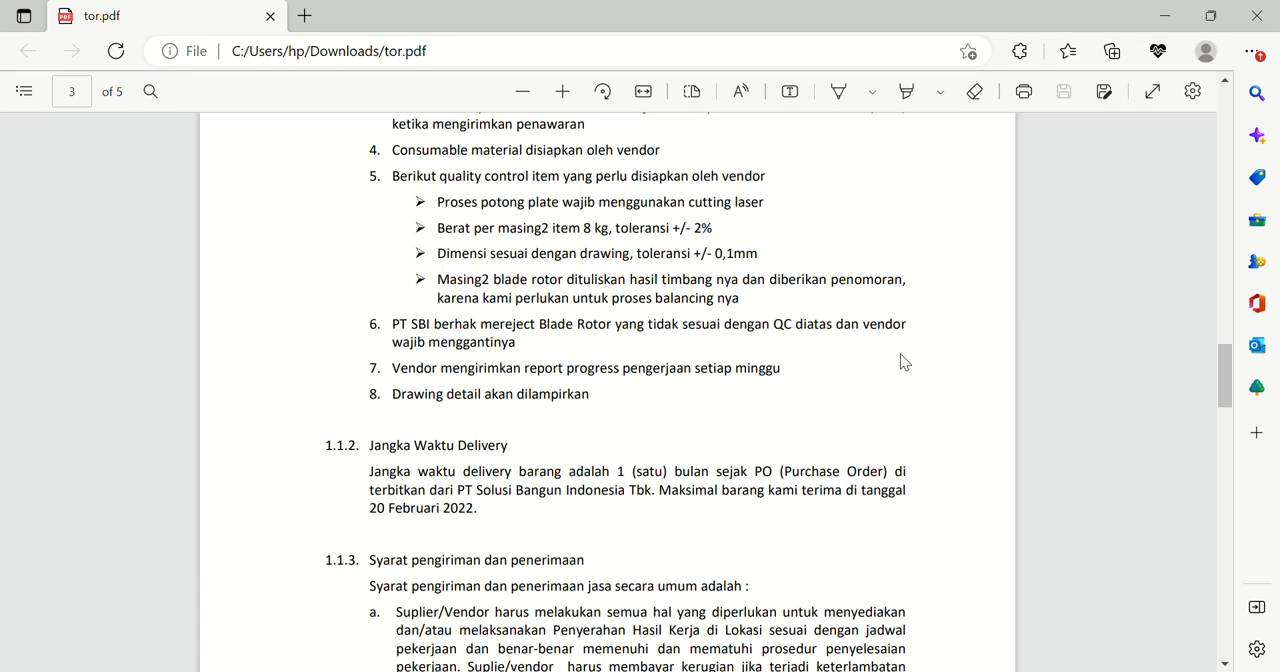 tor.pdf
File
C:/Users/hp/Downloads/tor.pdf
3
of 5
ketika mengirimkan penawaran
4. Consumable material disiapkan oleh vendor
5. Berikut quality control item yang perlu disiapkan oleh vendor
➢ Proses potong plate wajib menggunakan cutting laser
➢ Berat per masing2 item 8 kg, toleransi +/- 2%
➢ Dimensi sesuai dengan drawing, toleransi +/- 0,1mm
➢ Masing2 blade rotor dituliskan hasil timbang nya dan diberikan penomoran,
karena kami perlukan untuk proses balancing nya
6. PT SBI berhak mereject Blade Rotor yang tidak sesuai dengan QC diatas dan vendor
wajib menggantinya
7. Vendor mengirimkan report progress pengerjaan setiap minggu
8. Drawing detail akan dilampirkan
1.1.2. Jangka Waktu Delivery
Jangka waktu delivery barang adalah 1 (satu) bulan sejak PO (Purchase Order) di
terbitkan dari PT Solusi Bangun Indonesia Tbk. Maksimal barang kami terima di tanggal
20 Februari 2022.
1.1.3. Syarat pengiriman dan penerimaan
Syarat pengiriman dan penerimaan jasa secara umum adalah :
a. Suplier/Vendor harus melakukan semua hal yang diperlukan untuk menyediakan
dan/atau melaksanakan Penyerahan Hasil Kerja di Lokasi sesuai dengan jadwal
pekerjaan dan benar-benar memenuhi dan mematuhi prosedur penyelesaian
pekerjaan. Suplie/vendor harus membayar kerugian jika terjadi keterlambatan